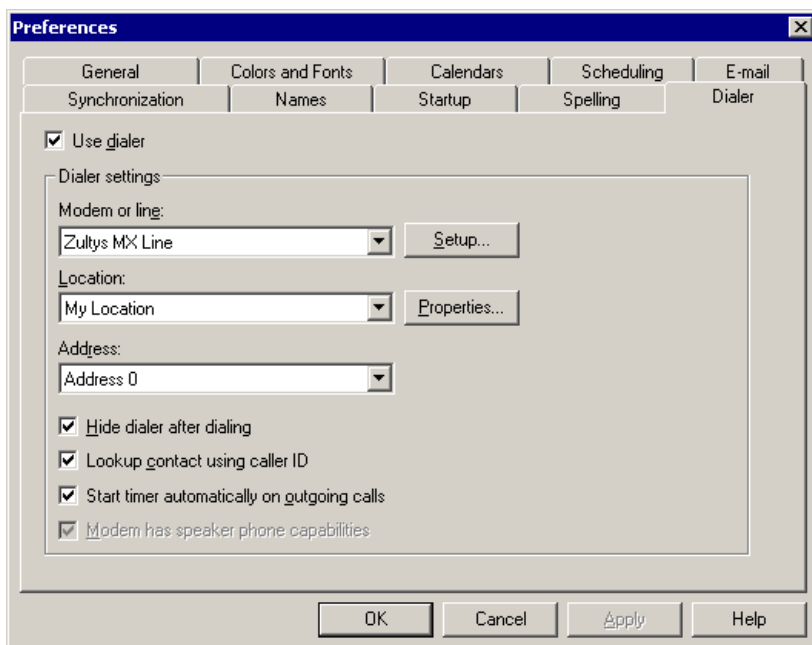 Preferences
General Colors and Fonts Calendars Scheduling E-mail
Synchronization Names Startup Spelling Dialer
Use dialer
Dialer settings
Modem or line:
Zultys MX Line Setup...
Location:
My Location Properties...
Address:
Address 0
Hide dialer after dialing
Lookup contact using caller ID
Start timer automatically on outgoing calls
Modem has speaker phone capabilities
OK Cancel Apply Help